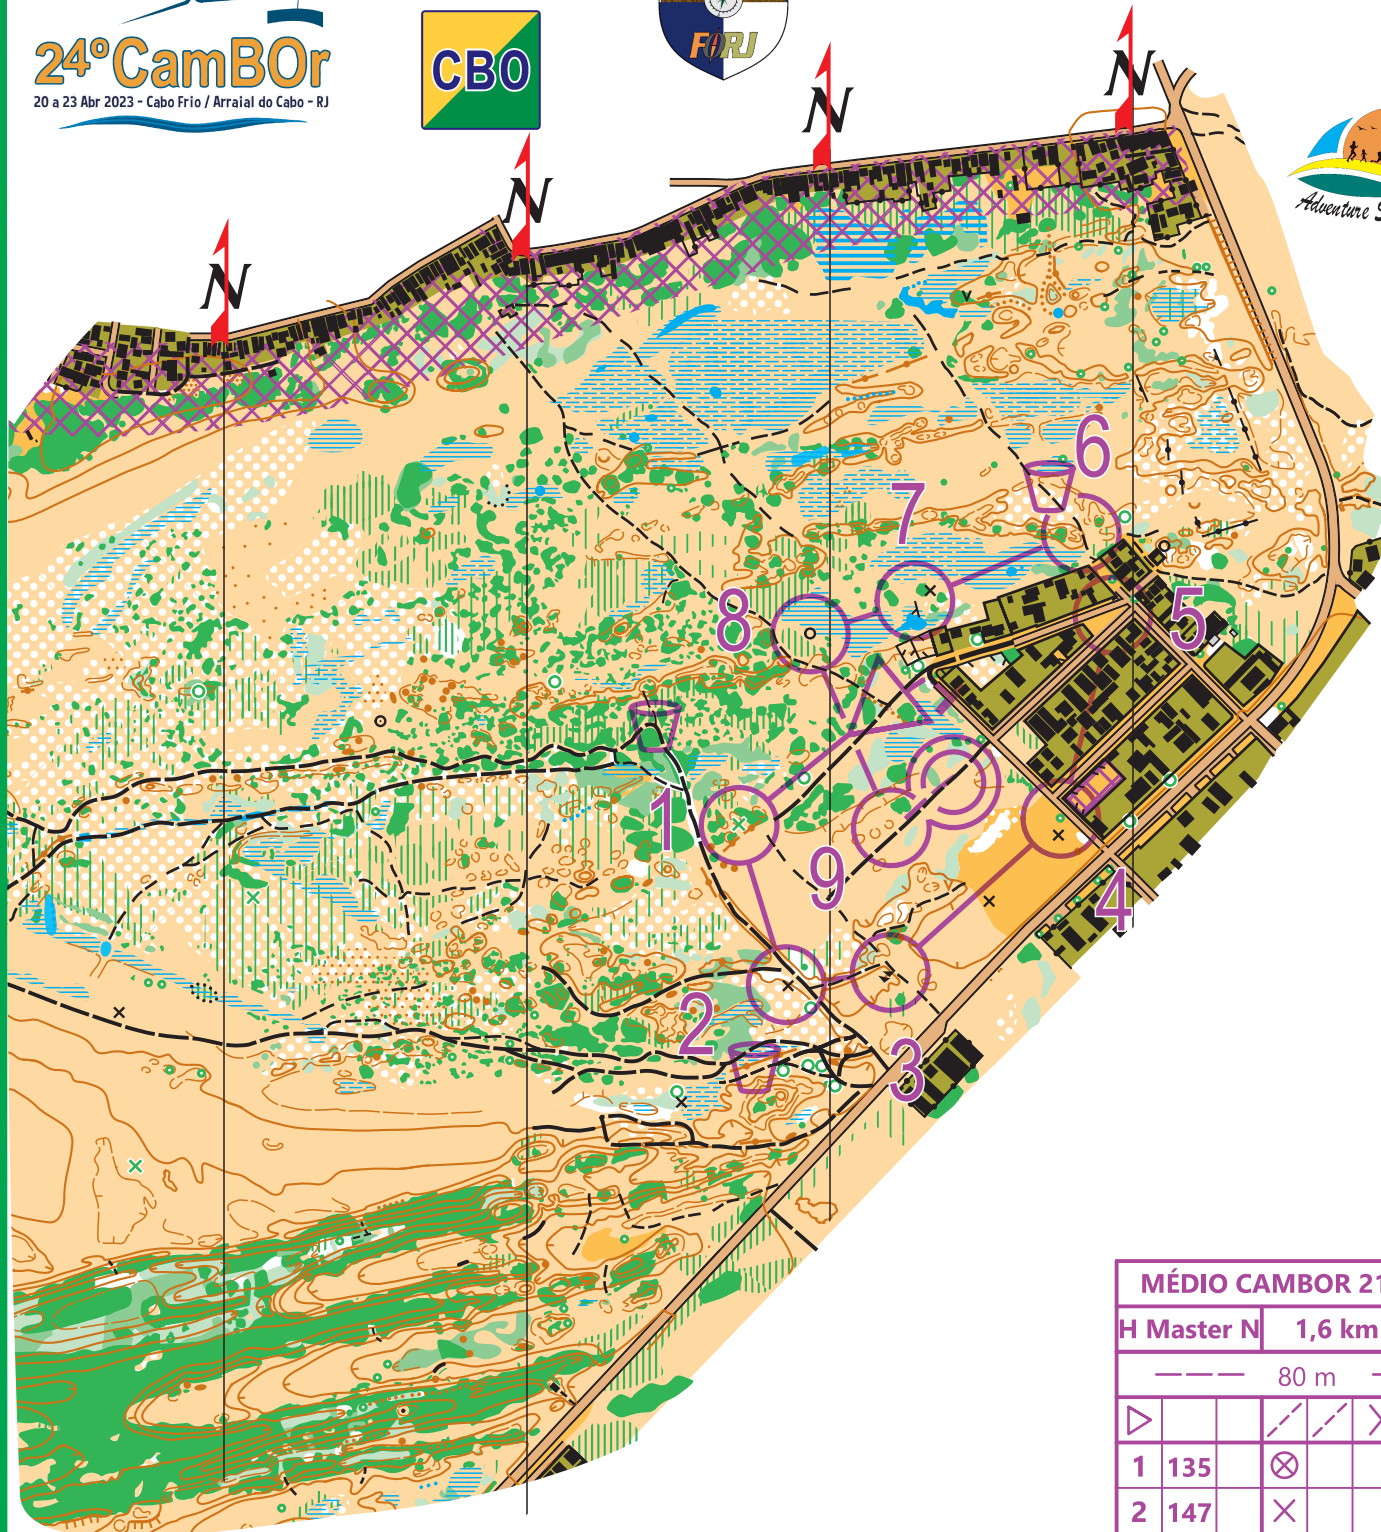 24ºCamBOr
20 a 23 Abr 2023 - Cabo Frio / Arraial do Cabo - RJ
CBO
FORJ
N
N
N
N
Adventure
6
7
8
5
1
9
4
2
3
MÉDIO CAMBOR 21
H Master N 1,6 km
80 m
1 135
2 147